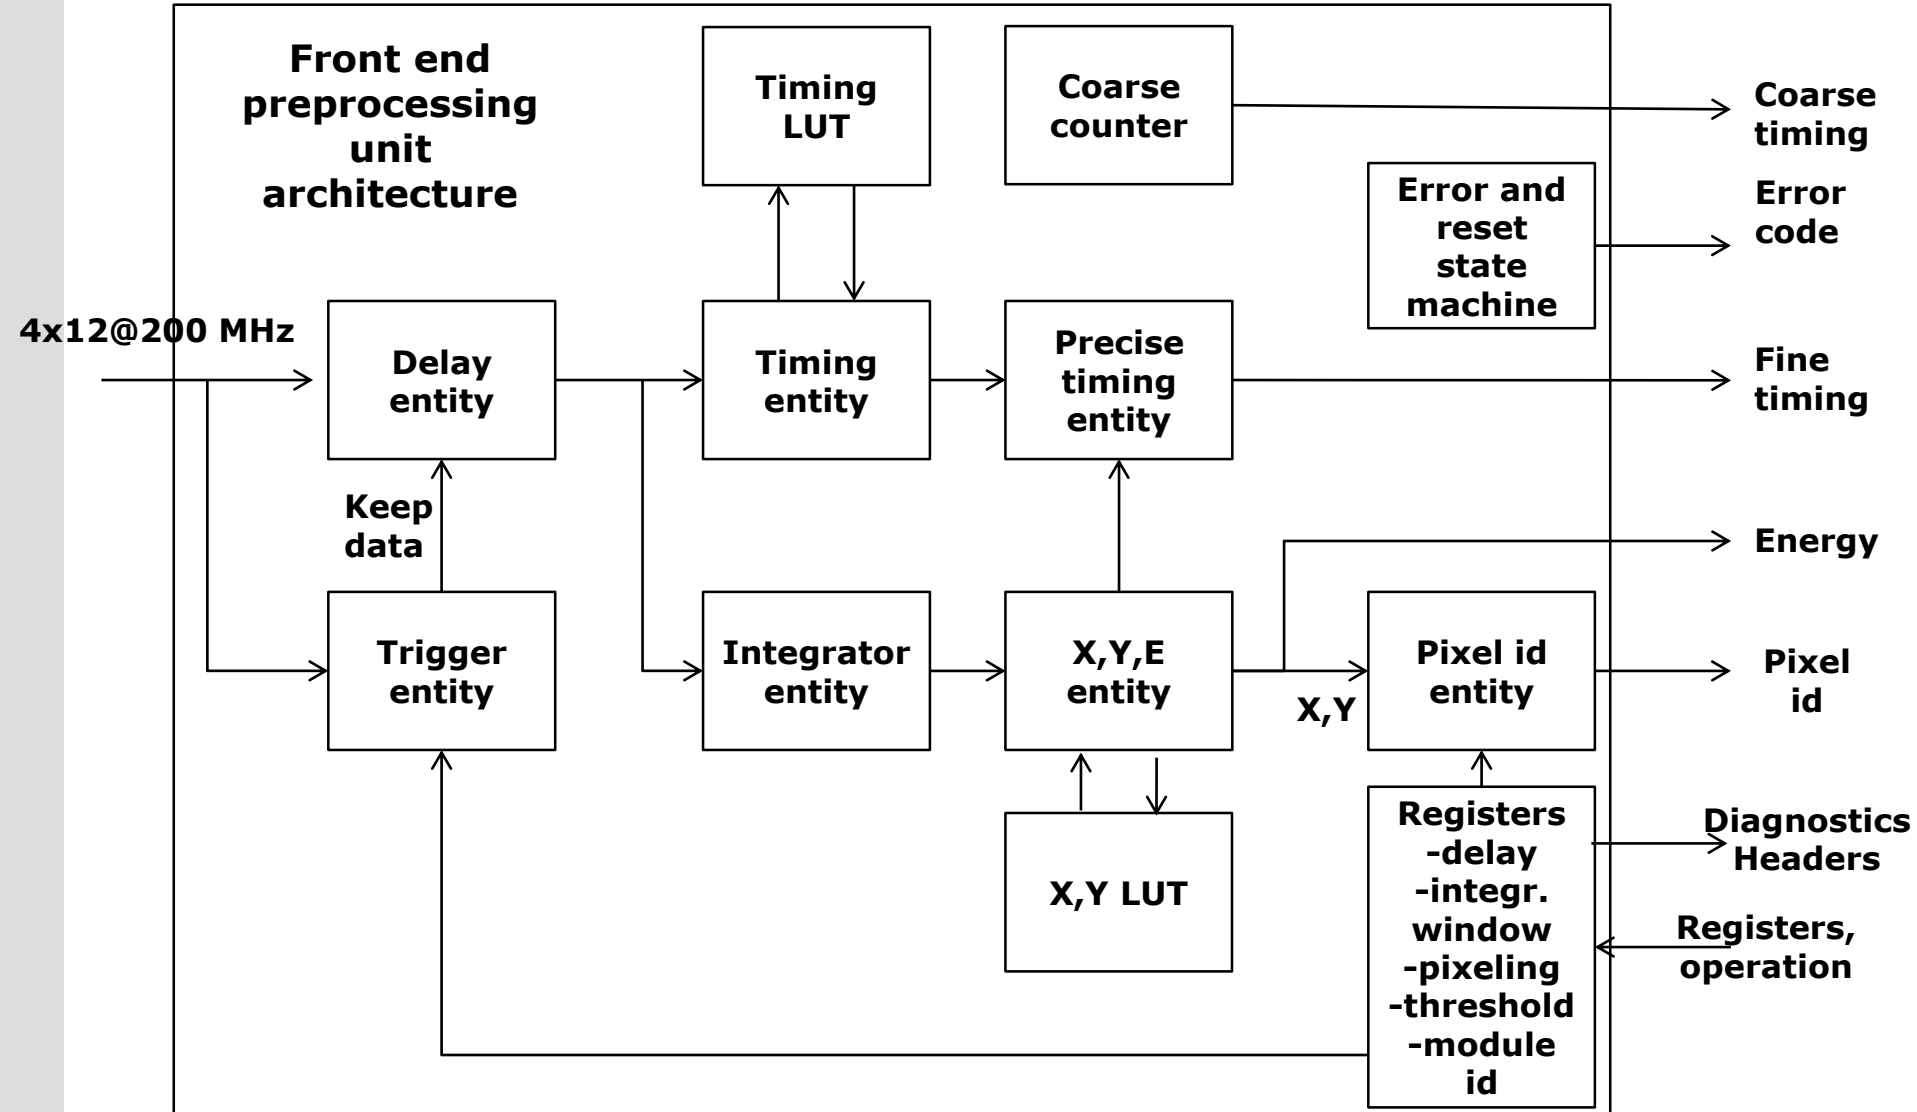 Front end
preprocessing
unit
architecture
Timing
LUT
Coarse
counter
Coarse
timing
Error and
reset
state
machine
Error
code
4x12@200 MHz
Delay
entity
Timing
entity
Precise
timing
entity
Fine
timing
Keep
data
Energy
Trigger
entity
Integrator
entity
X,Y,E
entity
X,Y
Pixel id
entity
Pixel
id
X,Y LUT
Registers
-delay
-integr.
window
-pixeling
-threshold
-module
id
Diagnostics
Headers
Registers,
operation